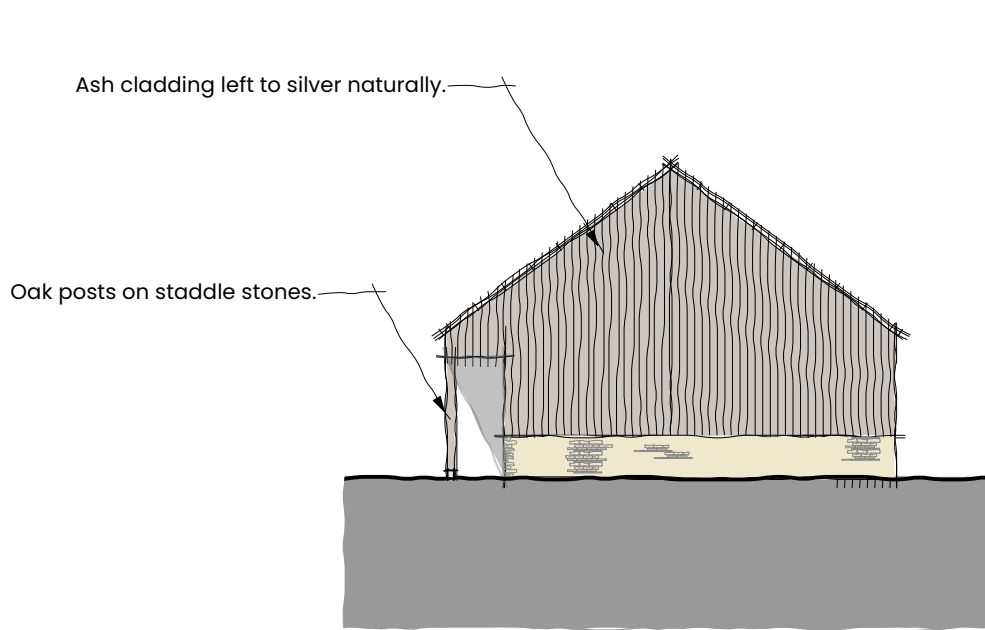 Ash cladding left to silver naturally.
Oak posts on staddle stones.